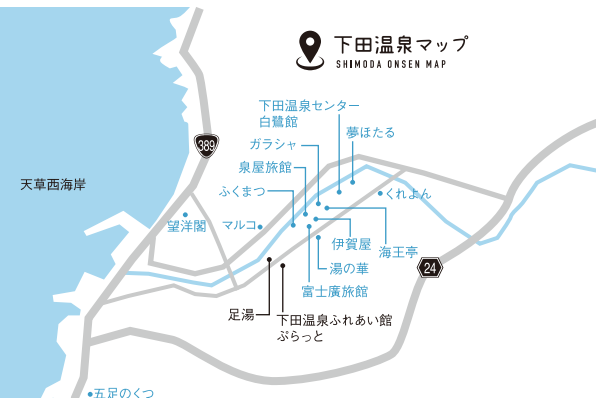 下田温泉マップ
SHIMODA ONSEN MAP
下田温泉センター
白鷺館
夢ほたる
389
ガラシャ
泉屋旅館
天草西海岸
ふくまつ
くれよん
望洋閣
マルコ
伊賀屋
海王亭
湯の華
24
富士廣旅館
足湯
下田温泉ふれあい館
ぷらっと
五足のくつ